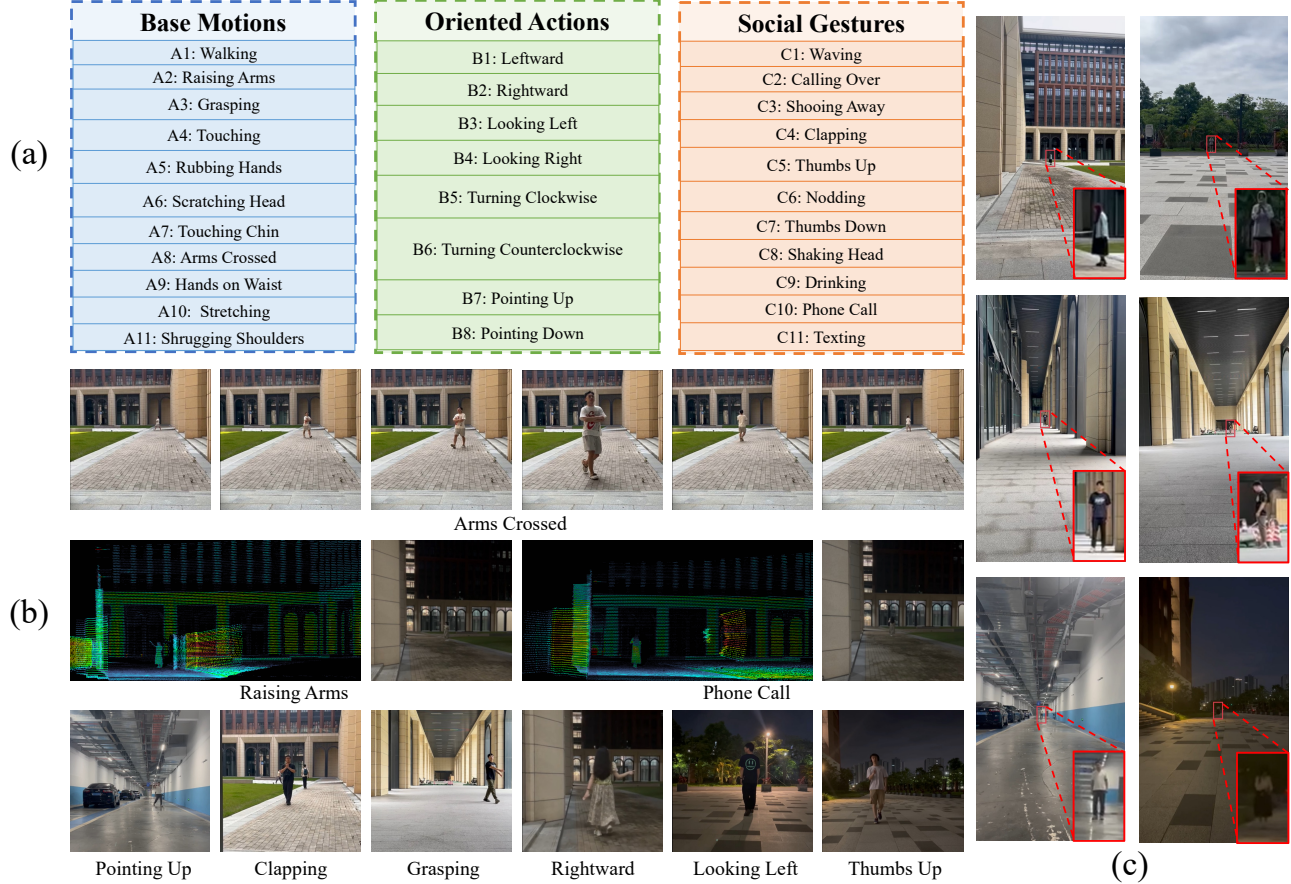 (a)
Base Motions
A1: Walking
A2: Raising Arms
A3: Grasping
A4: Touching
A5: Rubbing Hands
A6: Scratching Head
A7: Touching Chin
A8: Arms Crossed
A9: Hands on Waist
A10: Stretching
A11: Shrugging Shoulders
Oriented Actions
B1: Leftward
B2: Rightward
B3: Looking Left
B4: Looking Right
B5: Turning Clockwise
B6: Turning Counterclockwise
B7: Pointing Up
B8: Pointing Down
Social Gestures
C1: Waving
C2: Calling Over
C3: Shooing Away
C4: Clapping
C5: Thumbs Up
C6: Nodding
C7: Thumbs Down
C8: Shaking Head
C9: Drinking
C10: Phone Call
C11: Texting
Arms Crossed
(b)
Raising Arms
Phone Call
Pointing Up
Clapping
Grasping
Rightward
Looking Left
Thumbs Up
(c)